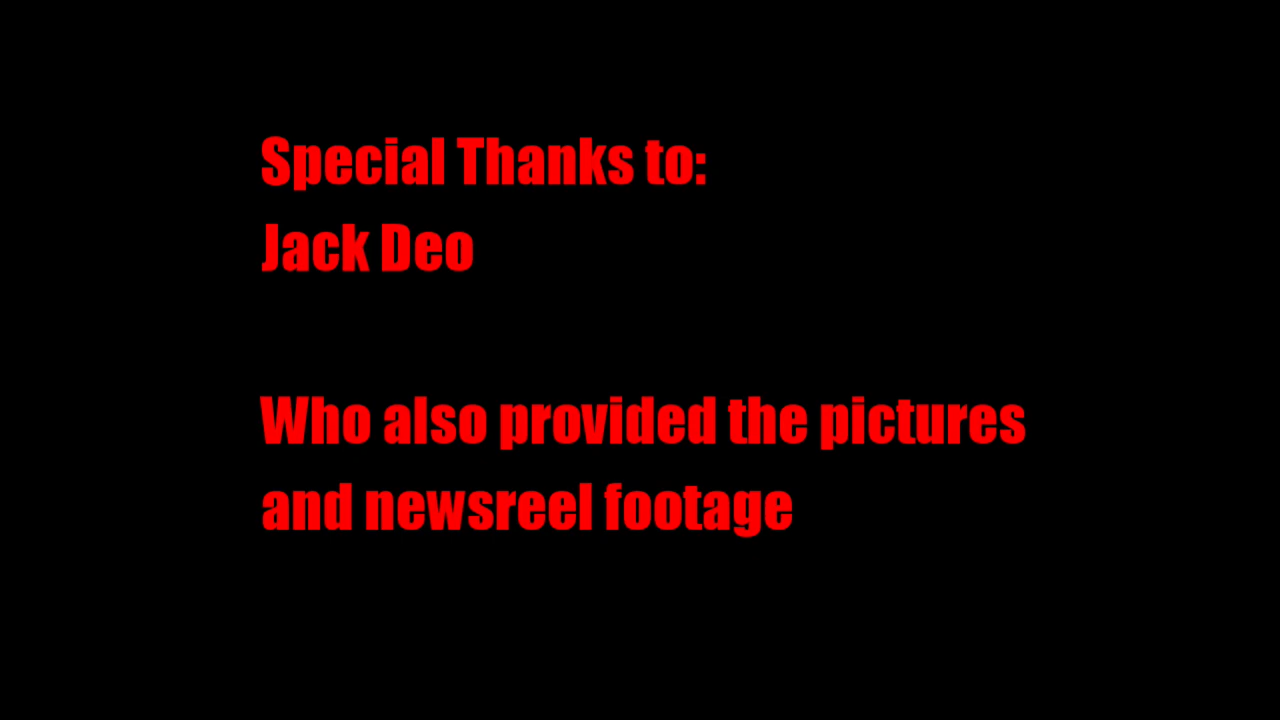 Special Thanks to:
Jack Deo
Who also provided the pictures
and newsreel footage